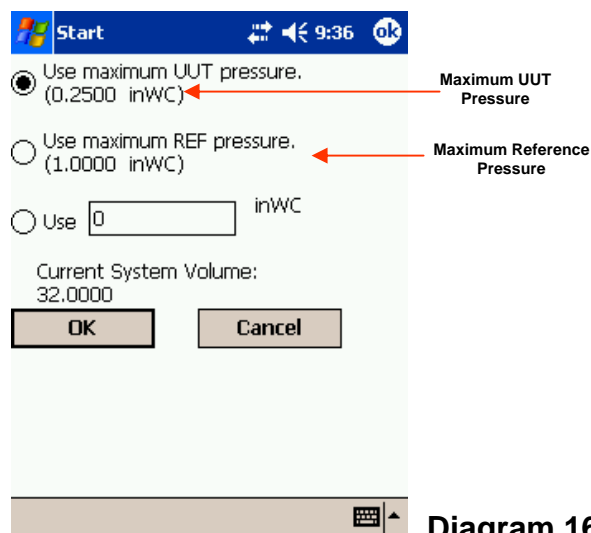 Start 9:36 ok
Use maximum UUT pressure.
(0.2500 inWC)
Maximum UUT
Pressure
Use maximum REF pressure.
(1.0000 inWC)
Maximum Reference
Pressure
Use 0 inWC
Current System Volume:
32.0000
OK Cancel
Diagram 16